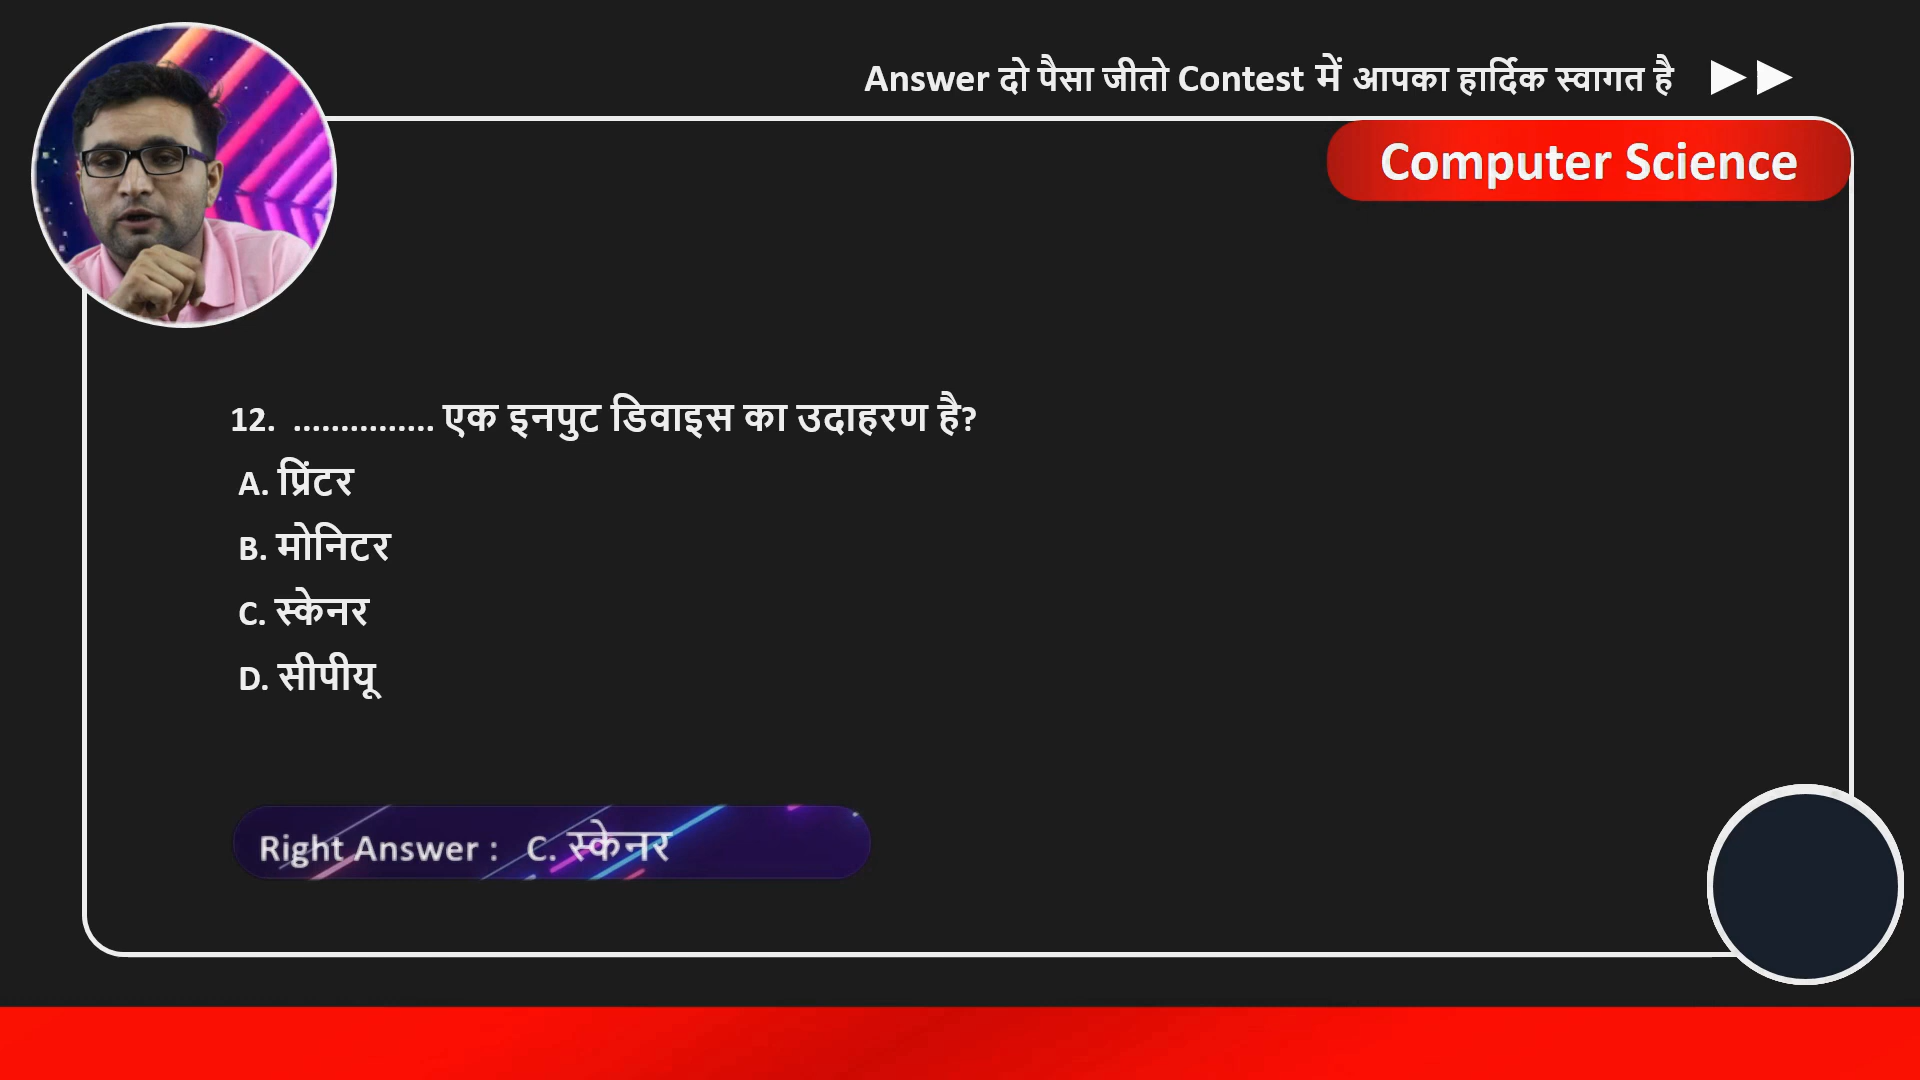 Answer दो पैसा जीतो Contest में आपका हार्दिक स्वागत है
Computer Science
12. ............... एक इनपुट डिवाइस का उदाहरण है?
A. प्रिंटर
B. मोनिटर
C. स्केनर
D. सीपीयू
Right Answer : C. स्केनर